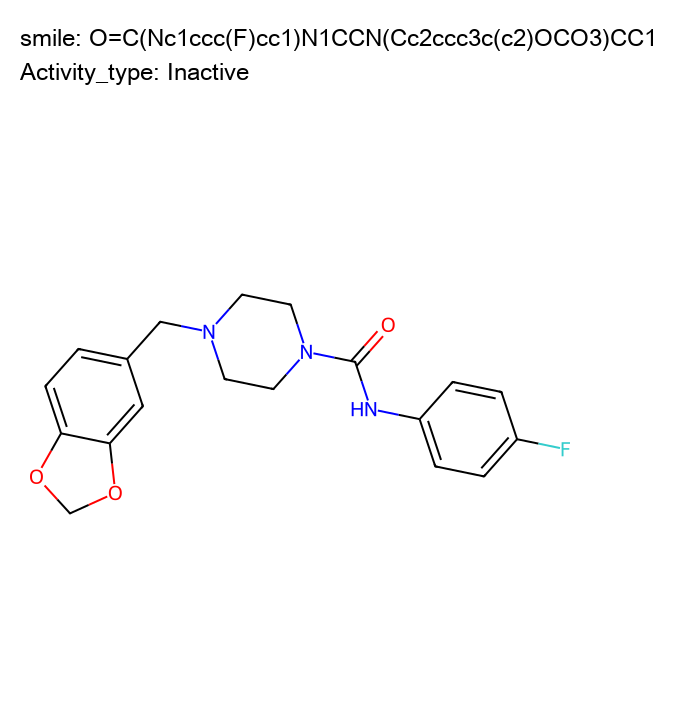 smile: O=C(Nc1ccc(F)cc1)N1CCN(Cc2ccc3c(c2)OCO3)CC1
Activity_type: Inactive
N
O
N
HN
F
O
O